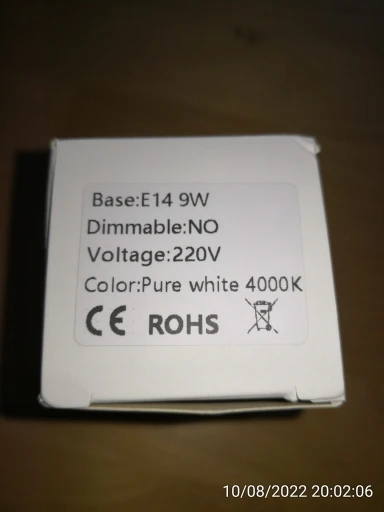 Base:E14 9W
Dimmable:NO
Voltage:220V
Color:Pure white 4000K
CE ROHS
10/08/2022 20:02:06